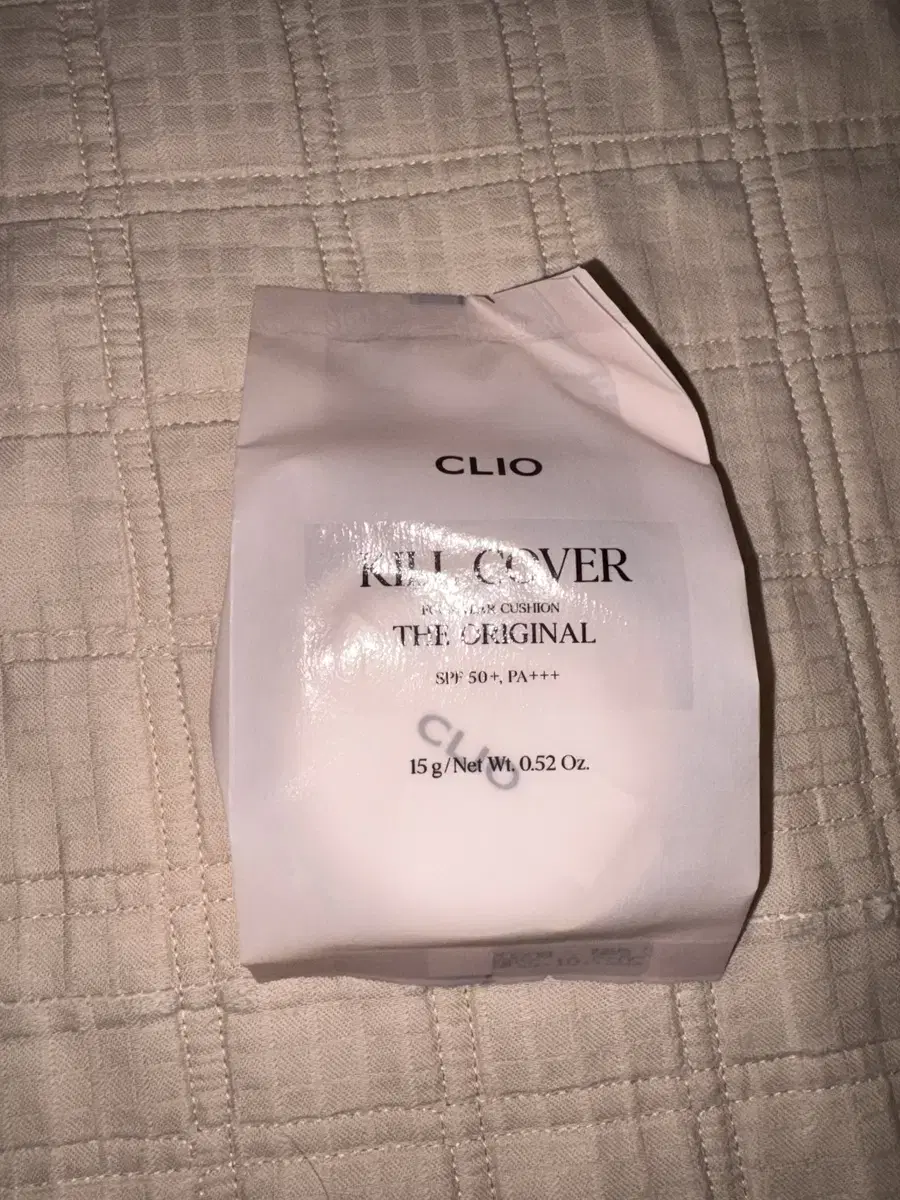 CLIO
KILL COVER
CUSHION
THE ORIGINAL
SPF 50+, PA+++
CLIO
15 g/Net Wt. 0.52 Oz.